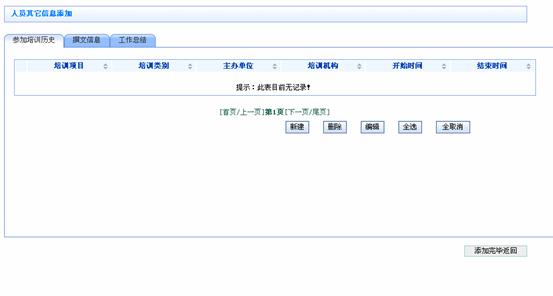 人员其它信息添加
参加培训历史 撰文信息 工作总结
培训项目 培训类别 主办单位 培训机构 开始时间 结束时间
提示：此表目前无记录!
[首页/上一页]第1页[下一页/尾页]
新建 删除 编辑 全选 全取消
添加完毕返回